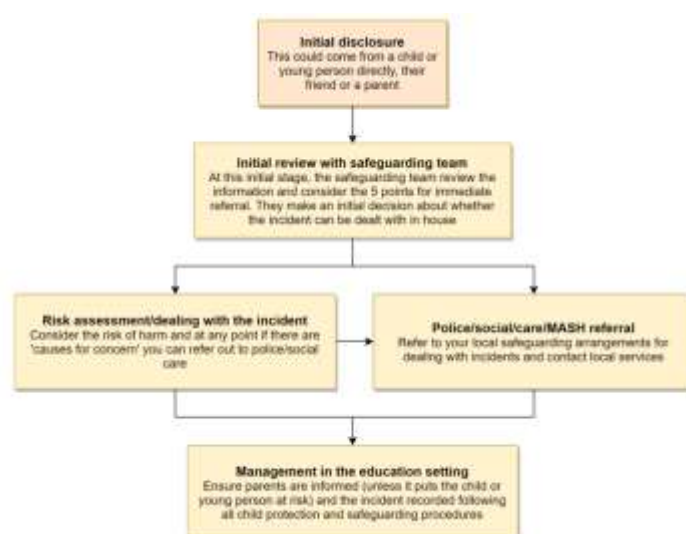 Initial disclosure
This could come from a child or
young person directly, their
friend or a parent
Initial review with safeguarding team
At this initial stage, the safeguarding team review the
information and consider the 5 points for immediate
referral. They make an initial decision about whether
the incident can be dealt with in house
Risk assessment/dealing with the incident
Consider the risk of harm and at any point if there are
'causes for concern' you can refer out to police/social
care
Police/social/care/MASH referral
Refer to your local safeguarding arrangements for
dealing with incidents and contact local services
Management in the education setting
Ensure parents are informed (unless it puts the child or
young person at risk) and the incident recorded following
all child protection and safeguarding procedures